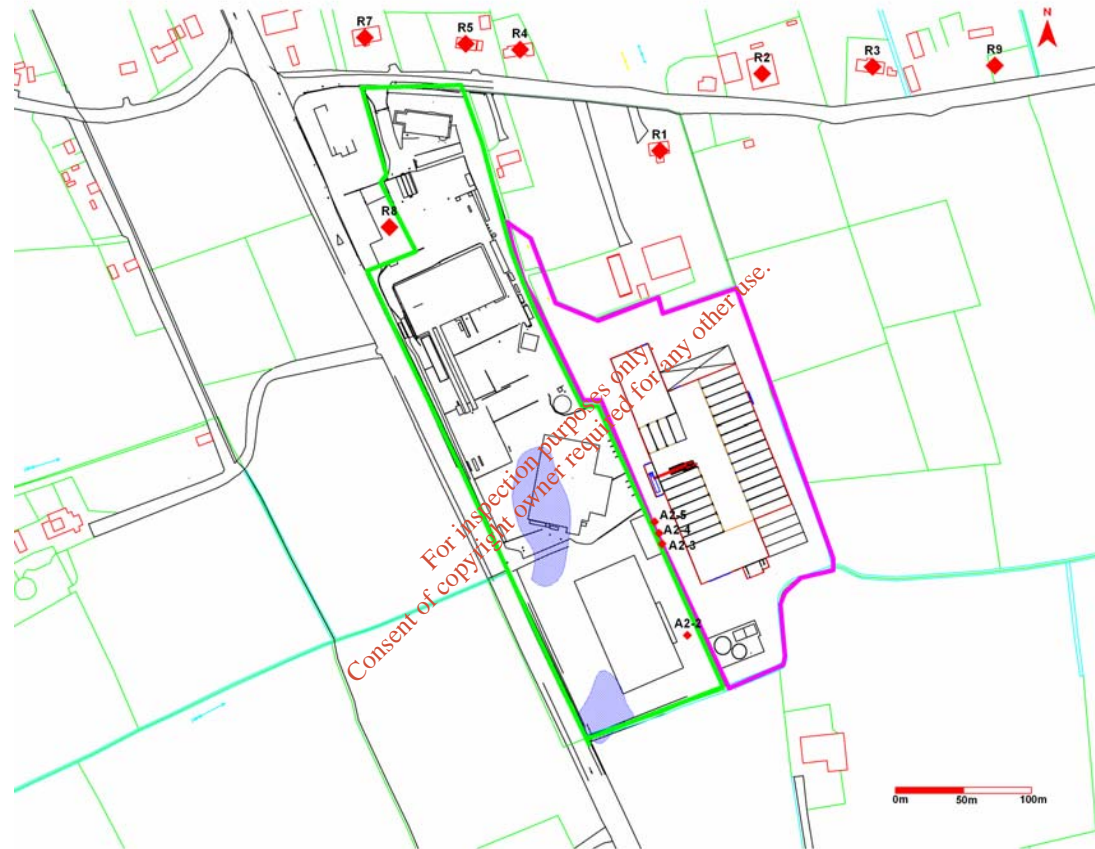 N
R7
R5
R4
R2
R3
R9
R1
R8
For inspection purposes only.
Consent of copyright owner required for any other use.
A2-5
A2-4
A2-3
A2-2
0m 50m 100m